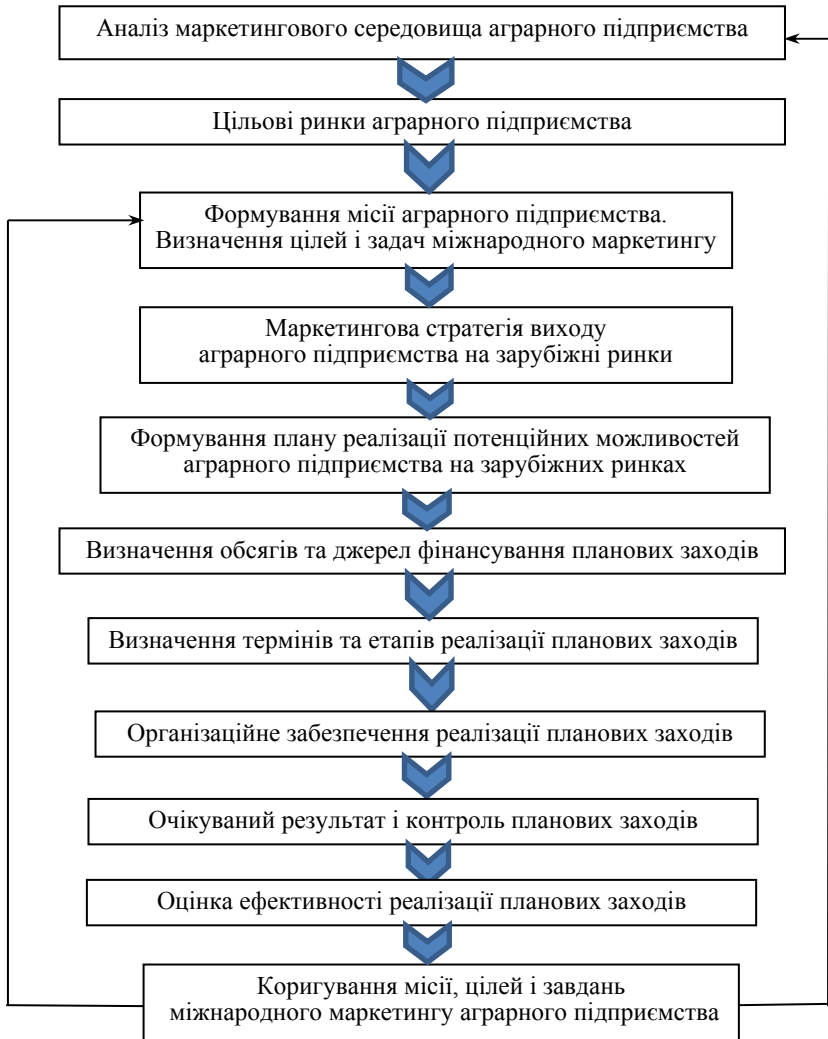 Аналіз маркетингового середовища аграрного підприємства
Цільові ринки аграрного підприємства
Формування місії аграрного підприємства.
Визначення цілей і задач міжнародного маркетингу
Маркетингова стратегія виходу
аграрного підприємства на зарубіжні ринки
Формування плану реалізації потенційних можливостей
аграрного підприємства на зарубіжних ринках
Визначення обсягів та джерел фінансування планових заходів
Визначення термінів та етапів реалізації планових заходів
Організаційне забезпечення реалізації планових заходів
Очікуваний результат і контроль планових заходів
Оцінка ефективності реалізації планових заходів
Коригування місії, цілей і завдань
міжнародного маркетингу аграрного підприємства